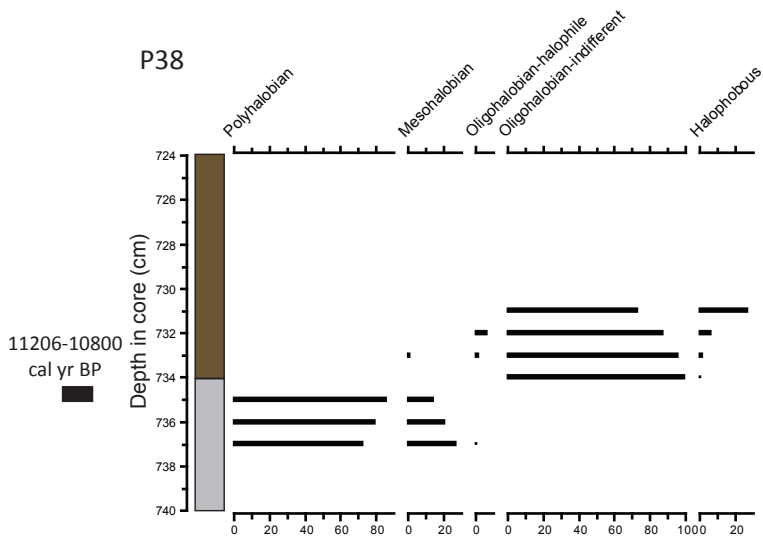 P38
Polyhalobian
Mesohalobian
Oligohalobian-halophile
Oligohalobian-indifferent
Halophobous
Depth in core (cm)
724
726
728
730
732
734
736
738
740
11206-10800
cal yr BP
0 20 40 60 80 0 20 0 0 20 40 60 80 100 0 20